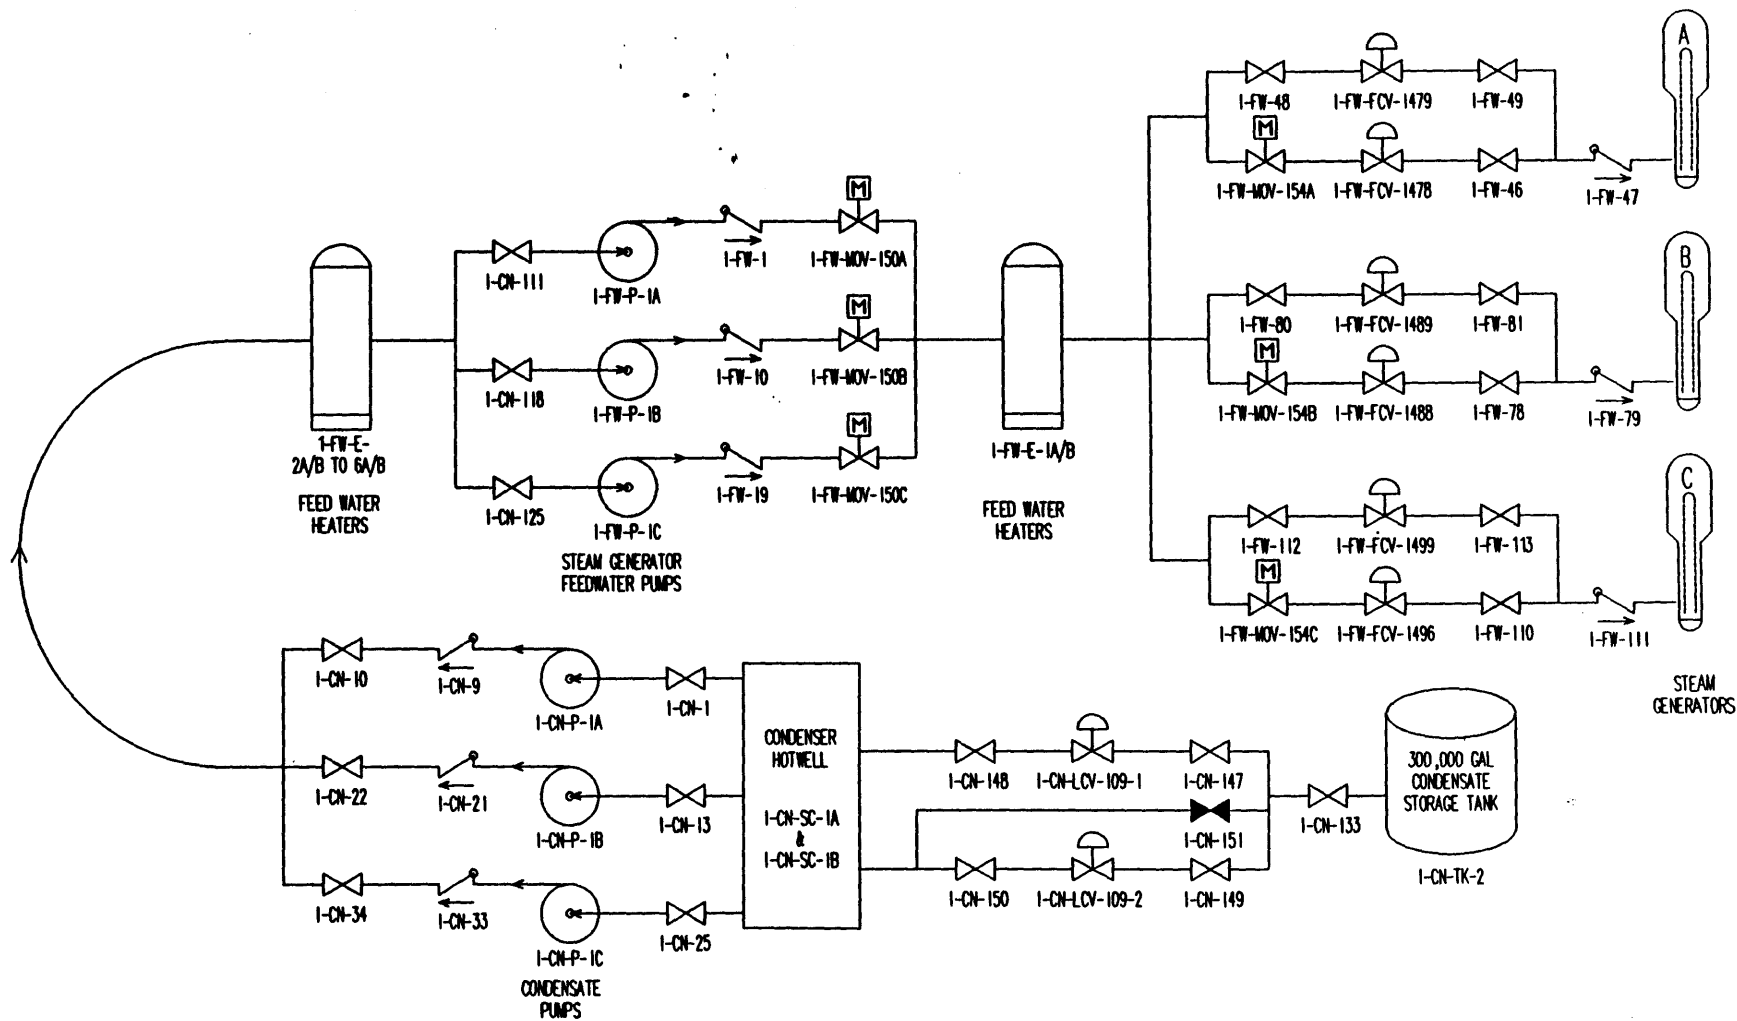 A
1-FW-48
1-FW-FCV-1479
1-FW-49
M
1-FW-MOV-154A
1-FW-FCV-1478
1-FW-46
1-FW-47
M
1-FW-1
1-FW-MOV-150A
1-CN-111
1-FW-P-1A
B
1-FW-80
1-FW-FCV-1489
1-FW-81
M
1-FW-MOV-154B
1-FW-FCV-1488
1-FW-78
1-FW-79
M
1-FW-10
1-FW-MOV-150B
1-CN-118
1-FW-P-1B
M
1-FW-19
1-FW-MOV-150C
1-CN-125
1-FW-P-1C
STEAM GENERATOR
FEEDWATER PUMPS
1-FW-E-
2A/B TO 6A/B
FEED WATER
HEATERS
1-FW-E-1A/B
FEED WATER
HEATERS
C
1-FW-112
1-FW-FCV-1499
1-FW-113
M
1-FW-MOV-154C
1-FW-FCV-1496
1-FW-110
1-FW-111
STEAM
GENERATORS
1-CN-10
1-CN-9
1-CN-P-1A
1-CN-1
1-CN-22
1-CN-21
1-CN-P-1B
1-CN-13
1-CN-34
1-CN-33
1-CN-P-1C
1-CN-25
CONDENSATE
PUMPS
CONDENSER
HOTWELL
1-CN-SC-1A
&
1-CN-SC-1B
1-CN-148
1-CN-LCV-109-1
1-CN-147
1-CN-151
1-CN-133
1-CN-150
1-CN-LCV-109-2
1-CN-149
300,000 GAL
CONDENSATE
STORAGE TANK
1-CN-TK-2